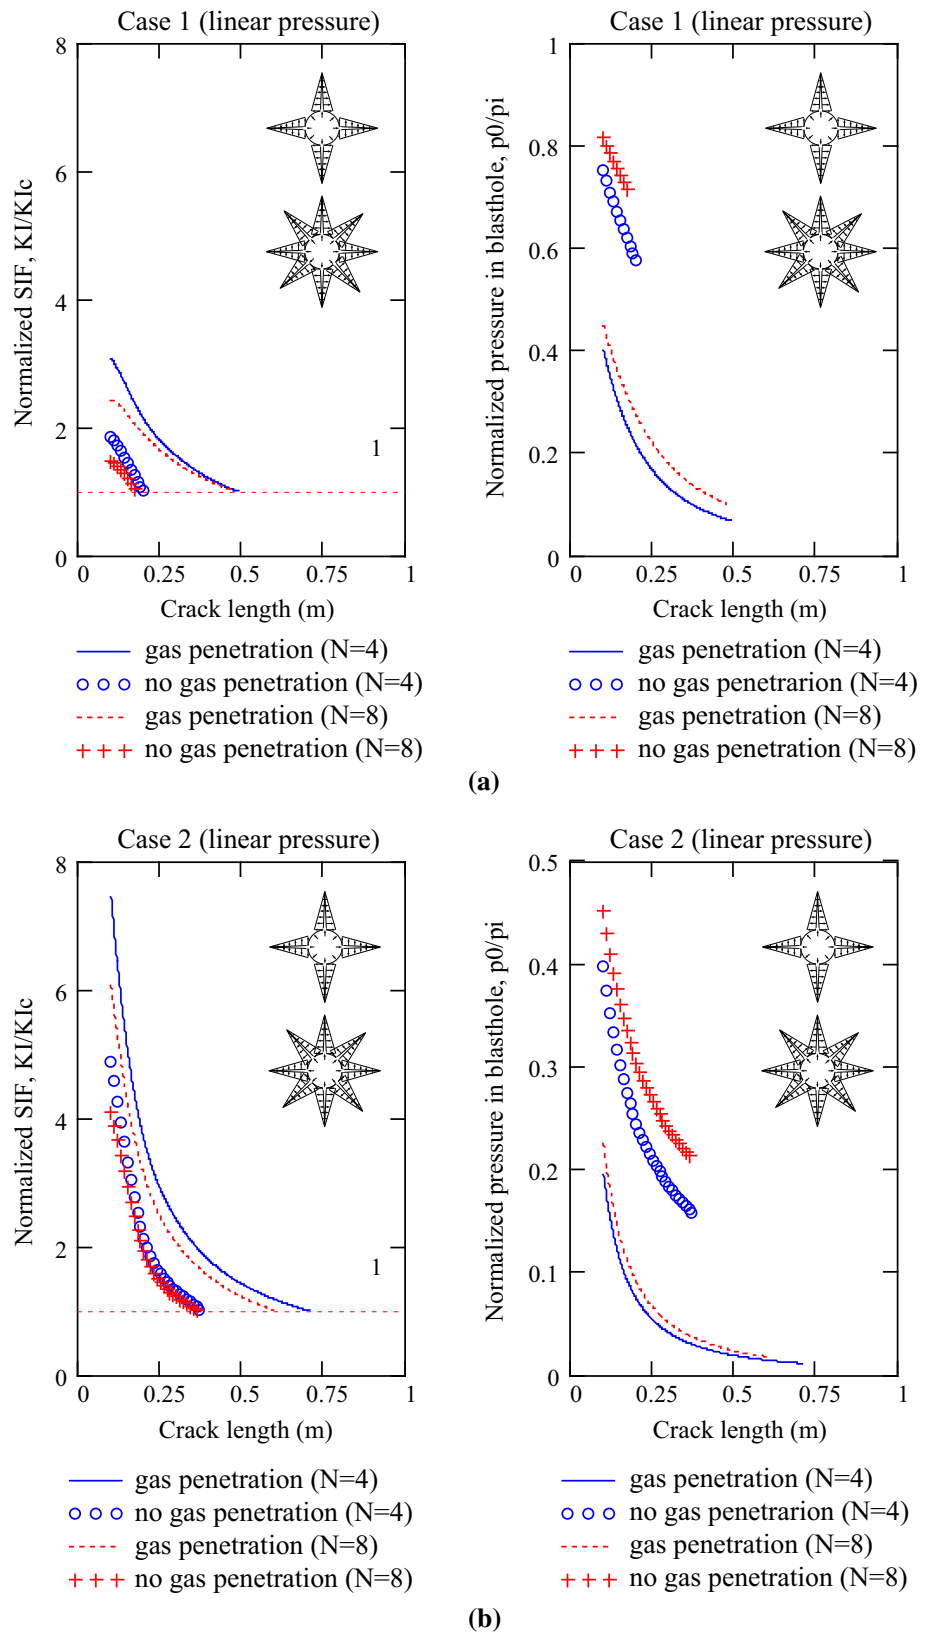 Case 1 (linear pressure)
Normalized SIF, KI/KIc
8
6
4
2
0
1
0 0.25 0.5 0.75 1
Crack length (m)
gas penetration (N=4)
no gas penetration (N=4)
gas penetration (N=8)
no gas penetration (N=8)
Case 1 (linear pressure)
Normalized pressure in blasthole, p0/pi
1
0.8
0.6
0.4
0.2
0
0 0.25 0.5 0.75 1
Crack length (m)
gas penetration (N=4)
no gas penetrarion (N=4)
gas penetration (N=8)
no gas penetration (N=8)
(a)
Case 2 (linear pressure)
Normalized SIF, KI/KIc
8
6
4
2
0
1
0 0.25 0.5 0.75 1
Crack length (m)
gas penetration (N=4)
no gas penetration (N=4)
gas penetration (N=8)
no gas penetration (N=8)
Case 2 (linear pressure)
Normalized pressure in blasthole, p0/pi
0.5
0.4
0.3
0.2
0.1
0
0 0.25 0.5 0.75 1
Crack length (m)
gas penetration (N=4)
no gas penetrarion (N=4)
gas penetration (N=8)
no gas penetration (N=8)
(b)